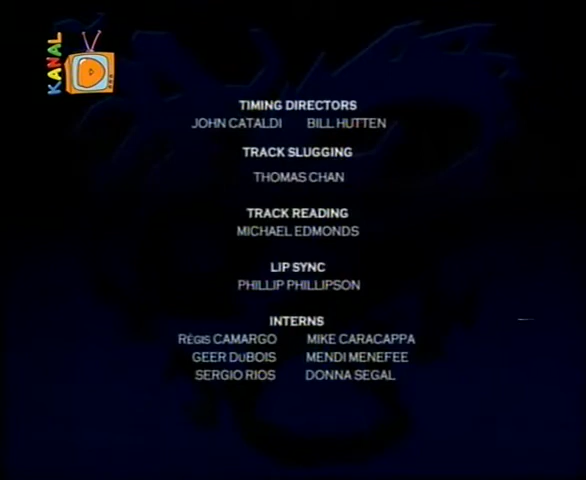 KANAL
TIMING DIRECTORS
JOHN CATALDI BILL HUTTEN
TRACK SLUGGING
THOMAS CHAN
TRACK READING
MICHAEL EDMONDS
LIP SYNC
PHILLIP PHILLIPSON
INTERNS
RÉGIS CAMARGO MIKE CARACAPPA
GEER DUBOIS MENDI MENEFEE
SERGIO RIOS DONNA SEGAL